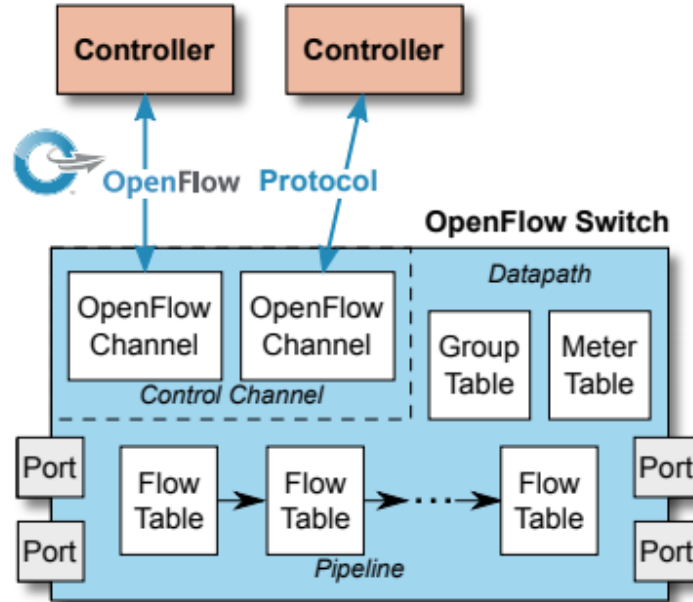 Controller
Controller
OpenFlow Protocol
OpenFlow Switch
Datapath
OpenFlow
Channel
OpenFlow
Channel
Control Channel
Group
Table
Meter
Table
Port
Port
Flow
Table
Flow
Table
...
Flow
Table
Port
Port
Pipeline